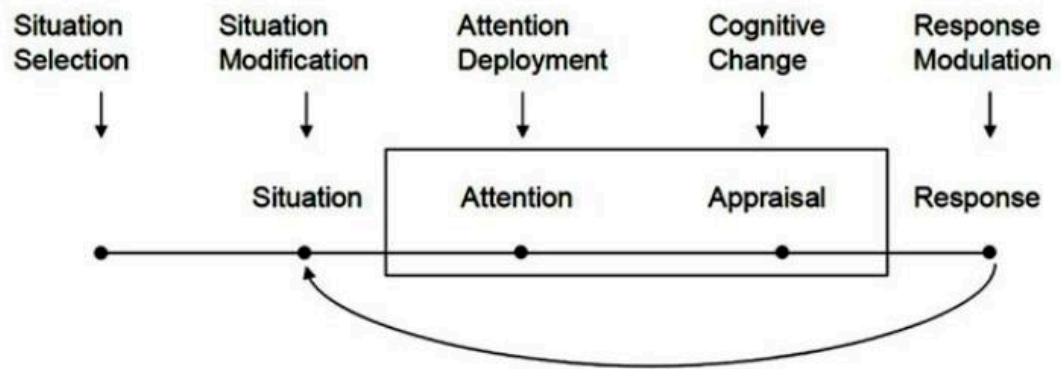 Situation
Selection
Situation
Modification
Attention
Deployment
Cognitive
Change
Response
Modulation
Situation
Attention
Appraisal
Response